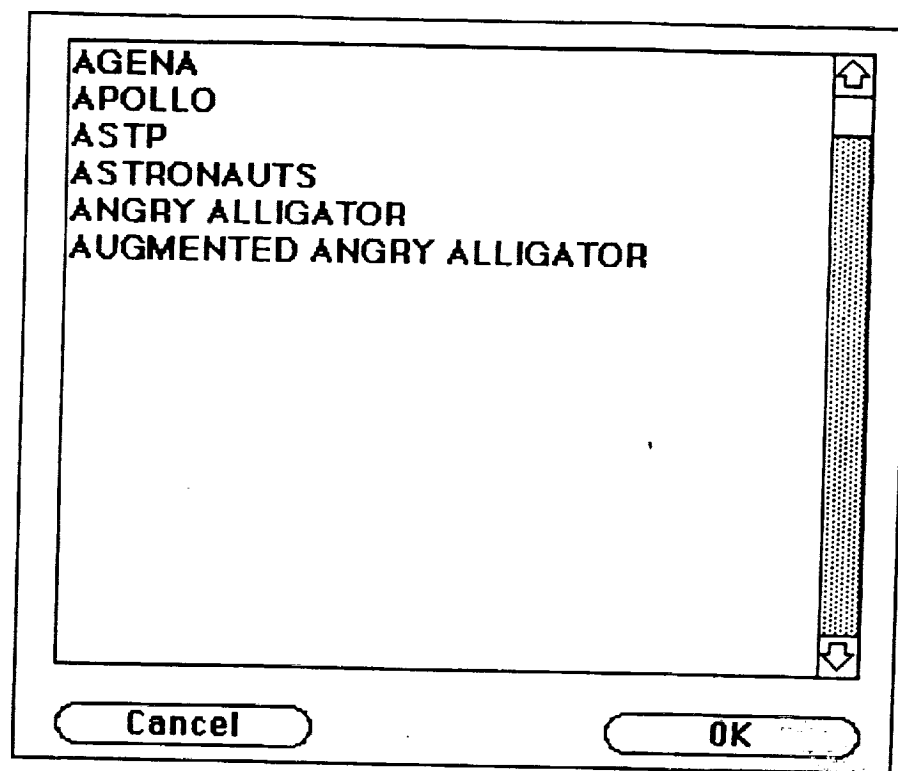 AGENA
APOLLO
ASTP
ASTRONAUTS
ANGRY ALLIGATOR
AUGMENTED ANGRY ALLIGATOR
Cancel
OK